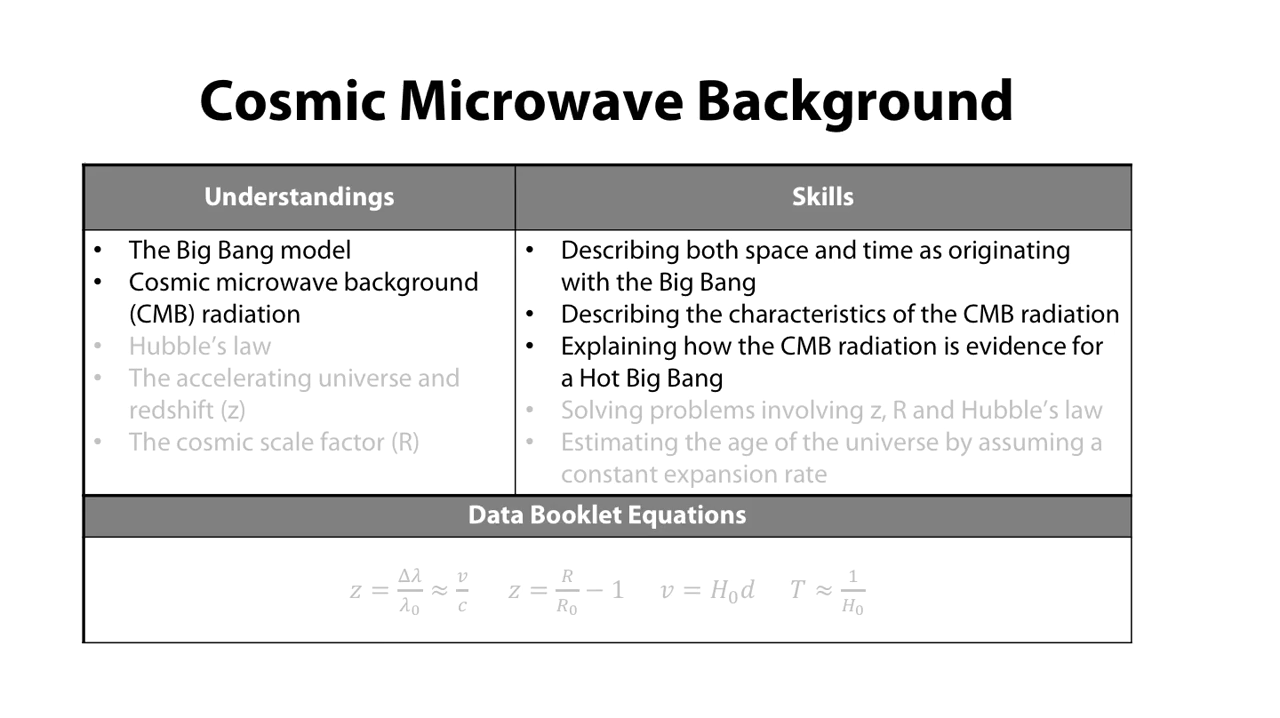 Cosmic Microwave Background
Understandings
Skills
• The Big Bang model
• Cosmic microwave background
(CMB) radiation
• Hubble’s law
• The accelerating universe and
redshift (z)
• The cosmic scale factor (R)
• Describing both space and time as originating
with the Big Bang
• Describing the characteristics of the CMB radiation
• Explaining how the CMB radiation is evidence for
a Hot Big Bang
• Solving problems involving z, R and Hubble’s law
• Estimating the age of the universe by assuming a
constant expansion rate
Data Booklet Equations
z = Δλ/λ₀ ≈ v/c   z = R/R₀ − 1   v = H₀d   T ≈ 1/H₀